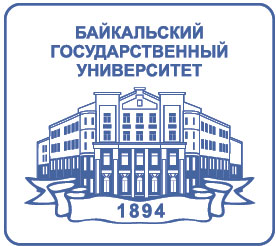 БАЙКАЛЬСКИЙ
ГОСУДАРСТВЕННЫЙ
УНИВЕРСИТЕТ
1894